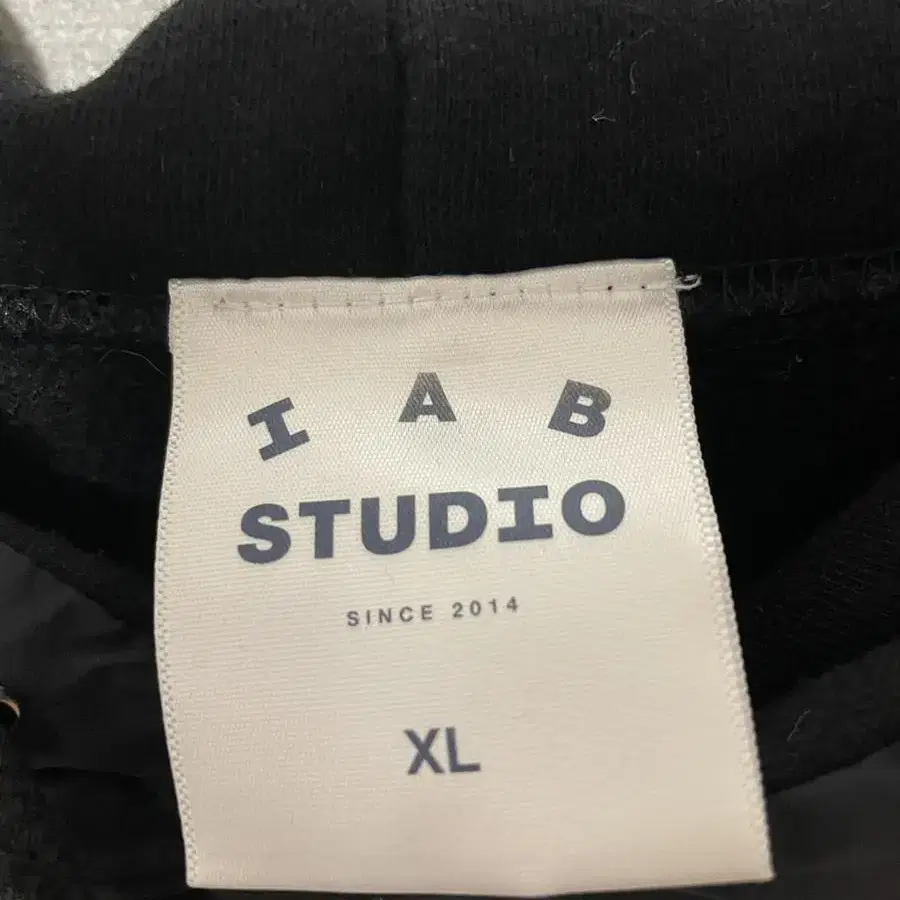 I A B
STUDIO
SINCE 2014
XL